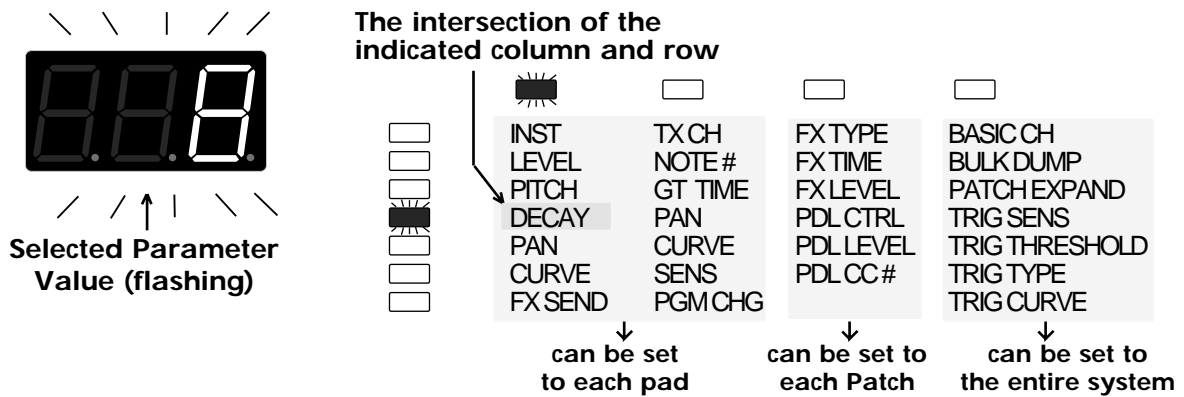 The intersection of the
indicated column and row
8
Selected Parameter
Value (flashing)
INST TX CH FX TYPE BASIC CH
LEVEL NOTE # FX TIME BULK DUMP
PITCH GT TIME FX LEVEL PATCH EXPAND
DECAY PAN PDL CTRL TRIG SENS
PAN CURVE PDL LEVEL TRIG THRESHOLD
CURVE SENS PDL CC # TRIG TYPE
FX SEND PGM CHG TRIG CURVE
can be set
to each pad
can be set to
each Patch
can be set to
the entire system